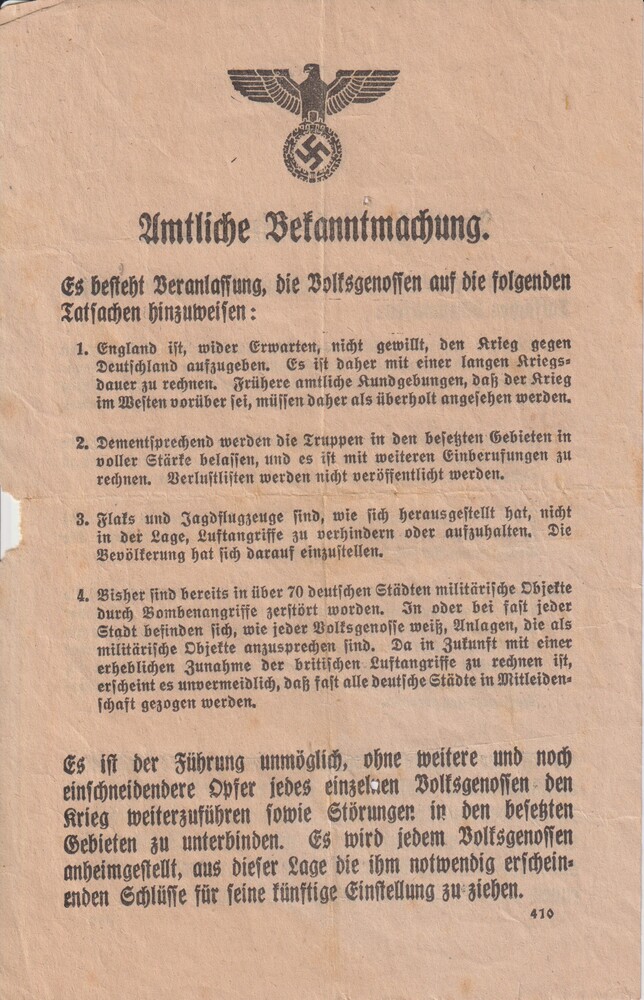 Amtliche Bekanntmachung.
Es besteht Veranlassung, die Volksgenossen auf die folgenden
Tatsachen hinzuweisen:
1. England ist, wider Erwarten, nicht gewillt, den Krieg gegen
Deutschland aufzugeben. Es ist daher mit einer langen Kriegs-
dauer zu rechnen. Frühere amtliche Kundgebungen, daß der Krieg
im Westen vorüber sei, müssen daher als überholt angesehen werden.
2. Dementsprechend werden die Truppen in den besetzten Gebieten in
voller Stärke belassen, und es ist mit weiteren Einberufungen zu
rechnen. Verlustlisten werden nicht veröffentlicht werden.
3. Flaks und Jagdflugzeuge sind, wie sich herausgestellt hat, nicht
in der Lage, Luftangriffe zu verhindern oder aufzuhalten. Die
Bevölkerung hat sich darauf einzustellen.
4. Bisher sind bereits in über 70 deutschen Städten militärische Objekte
durch Bombenangriffe zerstört worden. In oder bei fast jeder
Stadt befinden sich, wie jeder Volksgenosse weiß, Anlagen, die als
militärische Objekte anzusprechen sind. Da in Zukunft mit einer
erheblichen Zunahme der britischen Luftangriffe zu rechnen ist,
erscheint es unvermeidlich, daß fast alle deutsche Städte in Mitleiden-
schaft gezogen werden.
Es ist der Führung unmöglich, ohne weitere und noch
einschneidendere Opfer jedes einzelnen Volksgenossen den
Krieg weiterzuführen sowie Störungen in den besetzten
Gebieten zu unterbinden. Es wird jedem Volksgenossen
anheimgestellt, aus dieser Lage die ihm notwendig erschein-
enden Schlüsse für seine künftige Einstellung zu ziehen.
410